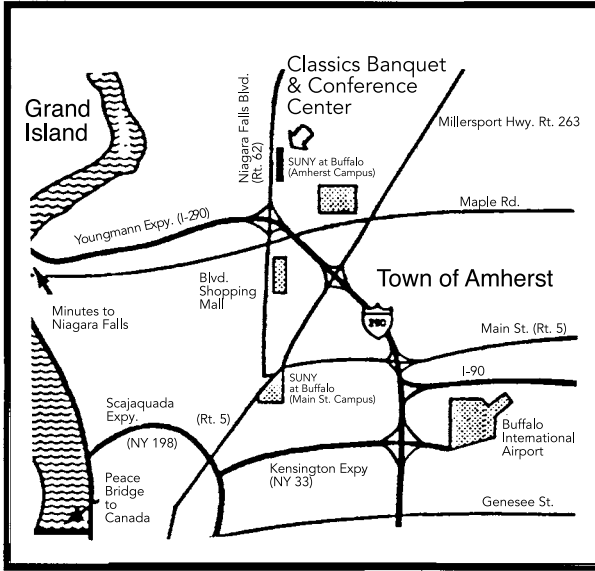 Classics Banquet
& Conference
Center
Grand
Island
Niagara Falls Blvd.
(Rt. 62)
Millersport Hwy. Rt. 263
SUNY at Buffalo
(Amherst Campus)
Maple Rd.
Youngmann Expy. (I-290)
Blvd.
Shopping
Mall
Town of Amherst
Minutes to
Niagara Falls
290
Main St. (Rt. 5)
I-90
SUNY
at Buffalo
(Main St. Campus)
Scajaquada
Expy.
(NY 198)
(Rt. 5)
Buffalo
International
Airport
Kensington Expy
(NY 33)
Peace
Bridge
to
Canada
Genesee St.